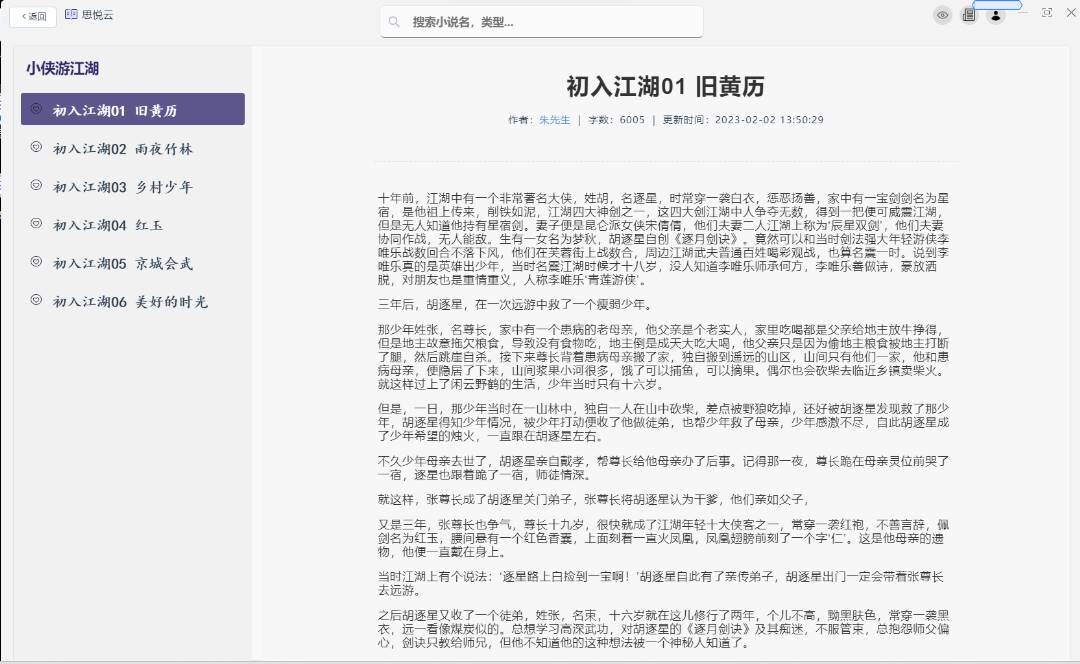 返回
思悦云
搜索小说名，类型...
小侠游江湖
初入江湖01 旧黄历
初入江湖02 雨夜竹林
初入江湖03 乡村少年
初入江湖04 红玉
初入江湖05 京城会武
初入江湖06 美好的时光
初入江湖01 旧黄历
作者：朱先生 | 字数：6005 | 更新时间：2023-02-02 13:50:29
十年前，江湖中有一个非常著名大侠，姓胡，名逐星，时常穿一袭白衣，惩恶扬善，家中有一宝剑剑名为星
宿，是他祖上传来，削铁如泥，江湖四大神剑之一，这四大剑江湖中人争夺无数，得到一把便可威震江湖，
但是无人知道他持有星宿剑。妻子便是昆仑派女侠宋倩倩，他们夫妻二人江湖上称为'辰星双剑'，他们夫妻
协同作战，无人能敌。生有一女名为梦秋，胡逐星自创《逐月剑诀》。竟然可以和当时剑法强大年轻游侠李
唯乐战数回合不落下风，他们在芙蓉街上战数合，周边江湖武夫普通百姓喝彩观战，也算名震一时。说到李
唯乐真的是英雄出少年，当时名震江湖时候才十八岁，没人知道李唯乐师承何方，李唯乐善做诗，豪放洒
脱，对朋友也是重情重义，人称李唯乐'青莲游侠'。
三年后，胡逐星，在一次远游中救了一个瘦弱少年。
那少年姓张，名尊长，家中有一个患病的老母亲，他父亲是个老实人，家里吃喝都是父亲给地主放牛挣得，
但是地主故意拖欠粮食，导致没有食物吃，地主倒是成天大吃大喝，他父亲只是因为偷地主粮食被地主打断
了腿，然后跳崖自杀。接下来尊长背着患病母亲搬了家，独自搬到遥远的山区，山间只有他们一家，他和患
病母亲，便隐居了下来，山间浆果小河很多，饿了可以捕鱼，可以摘果。偶尔也会砍柴去临近乡镇卖柴火。
就这样过上了闲云野鹤的生活，少年当时只有十六岁。
但是，一日，那少年当时在一山林中，独自一人在山中砍柴，差点被野狼吃掉，还好被胡逐星发现救了那少
年，胡逐星得知少年情况，被少年打动便收了他做徒弟，也帮少年救了母亲，少年感激不尽，自此胡逐星成
了少年希望的烛火，一直跟在胡逐星左右。
不久少年母亲去世了，胡逐星亲自戴孝，帮尊长给他母亲办了后事。记得那一夜，尊长跪在母亲灵位前哭了
一宿，逐星也跟着跪了一宿，师徒情深。
就这样，张尊长成了胡逐星关门弟子，张尊长将胡逐星认为干爹，他们亲如父子，
又是三年，张尊长也争气，尊长十九岁，很快就成了江湖年轻十大侠客之一，常穿一袭红袍，不善言辞，佩
剑名为红玉，腰间悬有一个红色香囊，上面刻着一直火凤凰，凤凰翅膀前刻了一个字'仁'。这是他母亲的遗
物，他便一直戴在身上。
当时江湖上有个说法：'逐星路上白捡到一宝啊！'胡逐星自此有了亲传弟子，胡逐星出门一定会带着张尊长
去远游。
之后胡逐星又收了一个徒弟，姓张，名束，十六岁就在这儿修行了两年，个儿不高，黝黑肤色，常穿一袭黑
衣，远一看像煤炭似的。总想学习高深武功，对胡逐星的《逐月剑诀》及其痴迷，不服管束，总抱怨师父偏
心，剑诀只教给师兄，但他不知道他的这种想法被一个神秘人知道了。